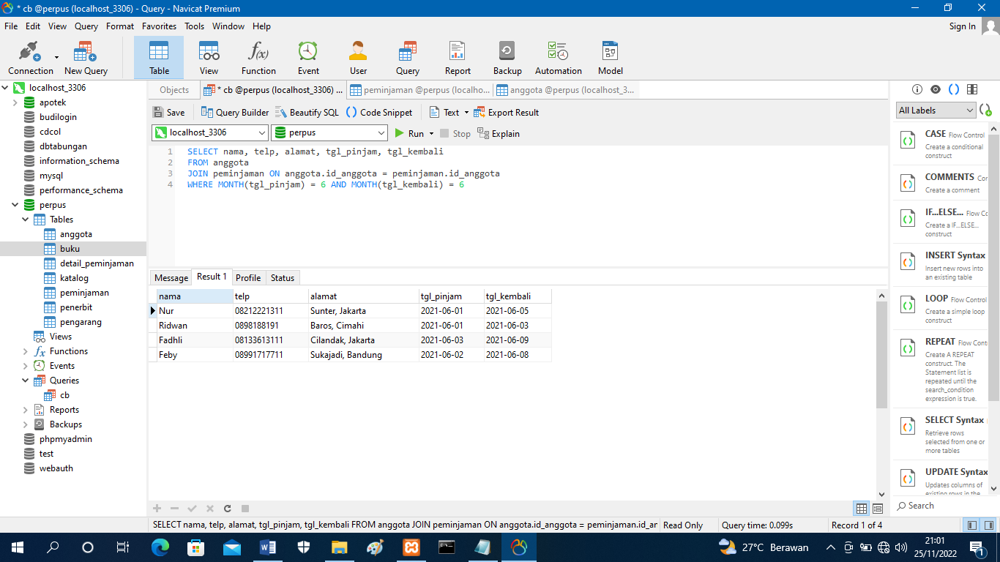 * cb @perpus (localhost_3306) - Query - Navicat Premium
File Edit View Query Format Favorites Tools Window Help
Sign In
Connection New Query Table View Function Event User Query Report Backup Automation Model
localhost_3306
apotek
budilogin
cdcol
dbtabungan
information_schema
mysql
performance_schema
perpus
Tables
anggota
buku
detail_peminjaman
katalog
peminjaman
penerbit
pengarang
Views
Functions
Events
Queries
cb
Reports
Backups
phpmyadmin
test
webauth
Objects * cb @perpus (localhost_3306) ... peminjaman @perpus (localho... anggota @perpus (localhost_3...
Save Query Builder Beautify SQL Code Snippet Text Export Result
localhost_3306 perpus Run Stop Explain
1 SELECT nama, telp, alamat, tgl_pinjam, tgl_kembali
2 FROM anggota
3 JOIN peminjaman ON anggota.id_anggota = peminjaman.id_anggota
4 WHERE MONTH(tgl_pinjam) = 6 AND MONTH(tgl_kembali) = 6
Message Result 1 Profile Status
nama telp alamat tgl_pinjam tgl_kembali
Nur 08212221311 Sunter, Jakarta 2021-06-01 2021-06-05
Ridwan 0898188191 Baros, Cimahi 2021-06-01 2021-06-03
Fadhli 08133613111 Cilandak, Jakarta 2021-06-03 2021-06-09
Feby 08991717711 Sukajadi, Bandung 2021-06-02 2021-06-08
All Labels
CASE Flow Control
Create a conditional
construct
COMMENTS Cor
Create a comment
IF...ELSE... Flow Cc
Create a IF...ELSE...
construct
INSERT Syntax
Insert new rows into
an existing table
LOOP Flow Control
Create a simple loop
construct
REPEAT Flow Cont
Create A REPEAT
construct. The
Statement list is
repeated until the
search_condition
expression is true.
SELECT Syntax
Retrieve rows
selected from one or
more tables
UPDATE Syntax
Updates columns of
existing rows in the
Search
SELECT nama, telp, alamat, tgl_pinjam, tgl_kembali FROM anggota JOIN peminjaman ON anggota.id_anggota = peminjaman.id_ar Read Only Query time: 0.099s Record 1 of 4
27°C Berawan
21:01
25/11/2022
1